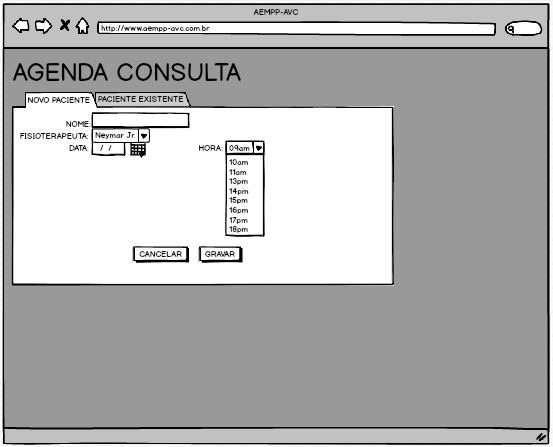 AEMPP-AVC
http://www.aempp-avc.com.br
AGENDA CONSULTA
NOVO PACIENTE PACIENTE EXISTENTE
NOME:
FISIOTERAPEUTA: Neymar Jr.
DATA: / / HORA: 09am
10am
11am
13pm
14pm
15pm
16pm
17pm
18pm
CANCELAR GRAVAR